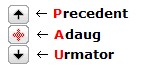 ← Precedent
← Adaug
← Urmator